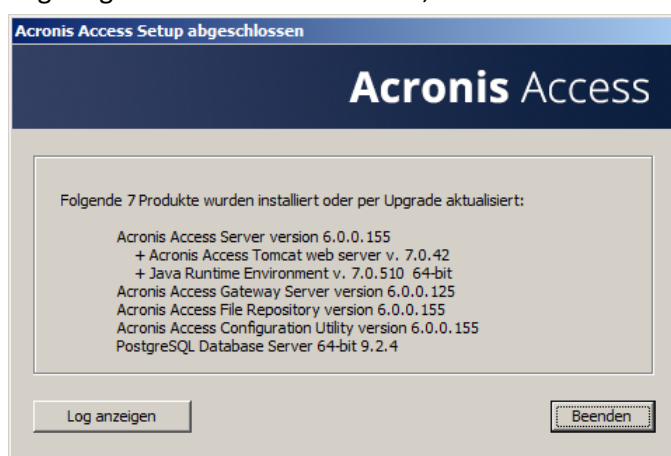 Acronis Access Setup abgeschlossen
Acronis Access
Folgende 7 Produkte wurden installiert oder per Upgrade aktualisiert:
Acronis Access Server version 6.0.0.155
+ Acronis Access Tomcat web server v. 7.0.42
+ Java Runtime Environment v. 7.0.510 64-bit
Acronis Access Gateway Server version 6.0.0.125
Acronis Access File Repository version 6.0.0.155
Acronis Access Configuration Utility version 6.0.0.155
PostgreSQL Database Server 64-bit 9.2.4
Log anzeigen
Beenden